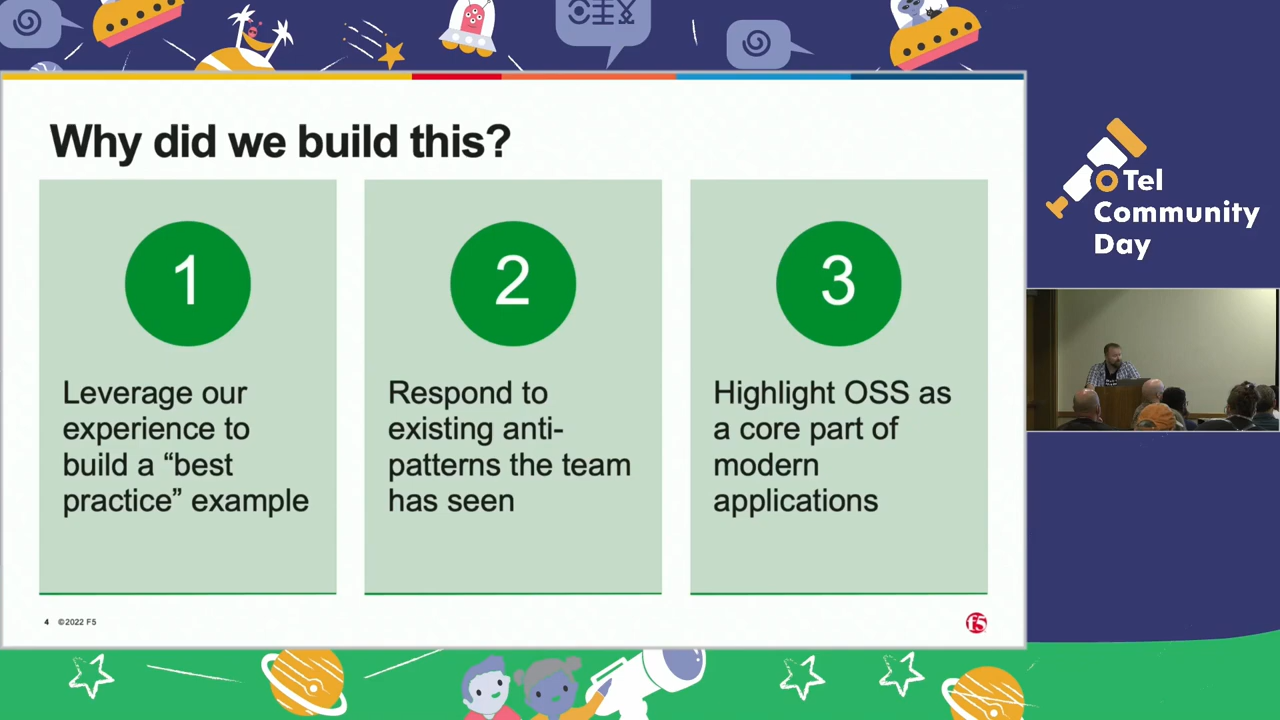 Why did we build this?
1
Leverage our
experience to
build a “best
practice” example
2
Respond to
existing anti-
patterns the team
has seen
3
Highlight OSS as
a core part of
modern
applications
4 ©2022 F5
f5
OTel
Community
Day